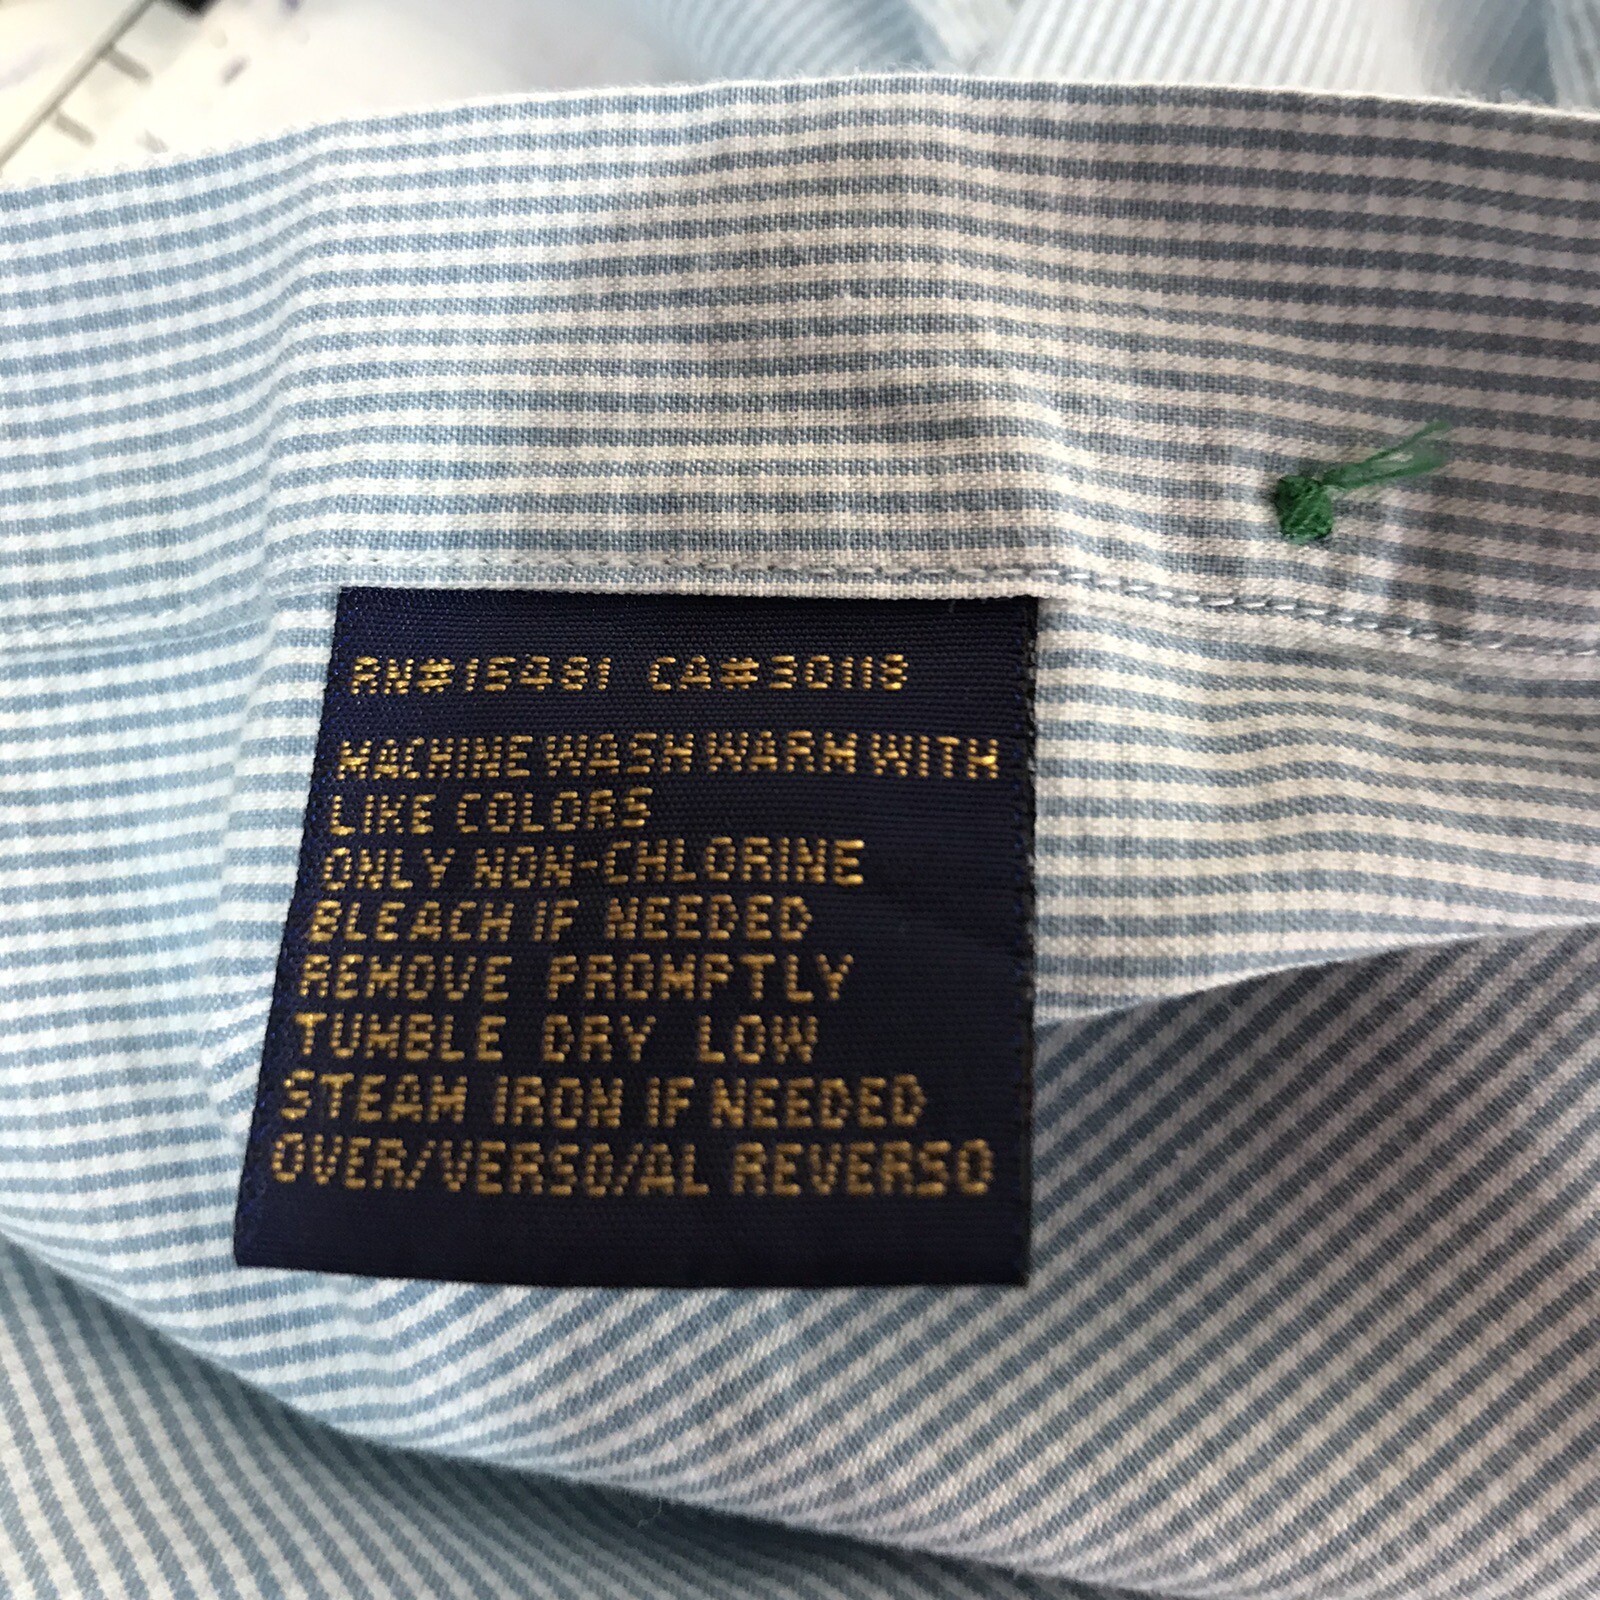 RN#15481 CA#30118
MACHINE WASH WARM WITH
LIKE COLORS
ONLY NON-CHLORINE
BLEACH IF NEEDED
REMOVE PROMPTLY
TUMBLE DRY LOW
STEAM IRON IF NEEDED
OVER/VERSO/AL REVERSO